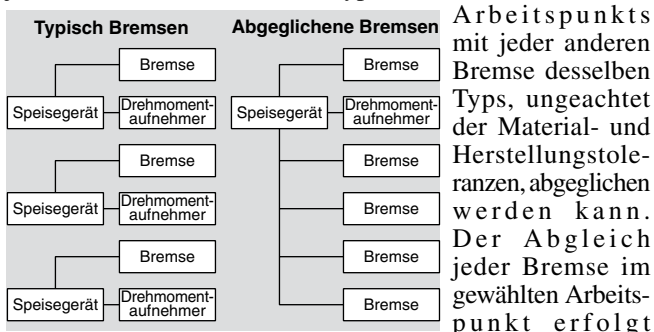 Typisch Bremsen
Bremse
Speisegerät
Drehmoment-
aufnehmer
Bremse
Speisegerät
Drehmoment-
aufnehmer
Bremse
Speisegerät
Drehmoment-
aufnehmer
Abgeglichene Bremsen
Bremse
Speisegerät
Drehmoment-
aufnehmer
Bremse
Bremse
Bremse
Bremse
Arbeitspunkts
mit jeder anderen
Bremse desselben
Typs, ungeachtet
der Material- und
Herstellungstole-
ranzen, abgeglichen
werden kann.
Der Abgleich
jeder Bremse im
gewählten Arbeits-
punkt erfolgt